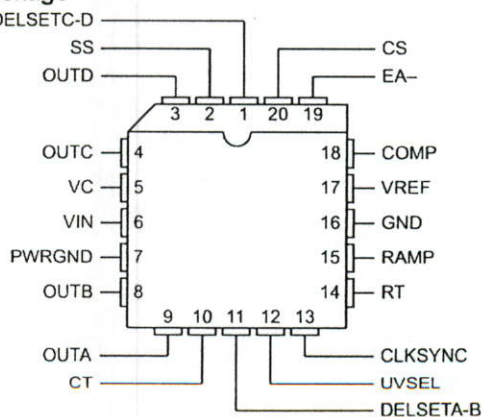 DELSETC-D
SS
OUTD
CS
EA–
3 2 1 20 19
OUTC 4
VC 5
VIN 6
PWRGND 7
OUTB 8
18 COMP
17 VREF
16 GND
15 RAMP
14 RT
9 10 11 12 13
OUTA
CT
CLKSYNC
UVSEL
DELSETA-B